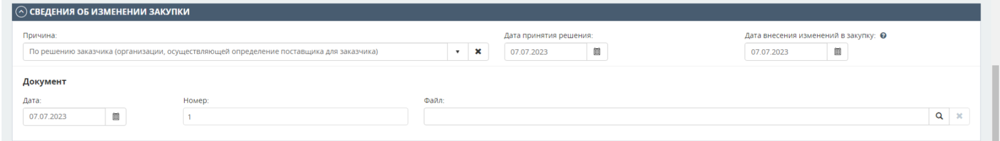 СВЕДЕНИЯ ОБ ИЗМЕНЕНИИ ЗАКУПКИ
Причина: Дата принятия решения: Дата внесения изменений в закупку:
По решению заказчика (организации, осуществляющей определение поставщика для заказчика) 07.07.2023 07.07.2023
Документ
Дата: Номер: Файл:
07.07.2023 1